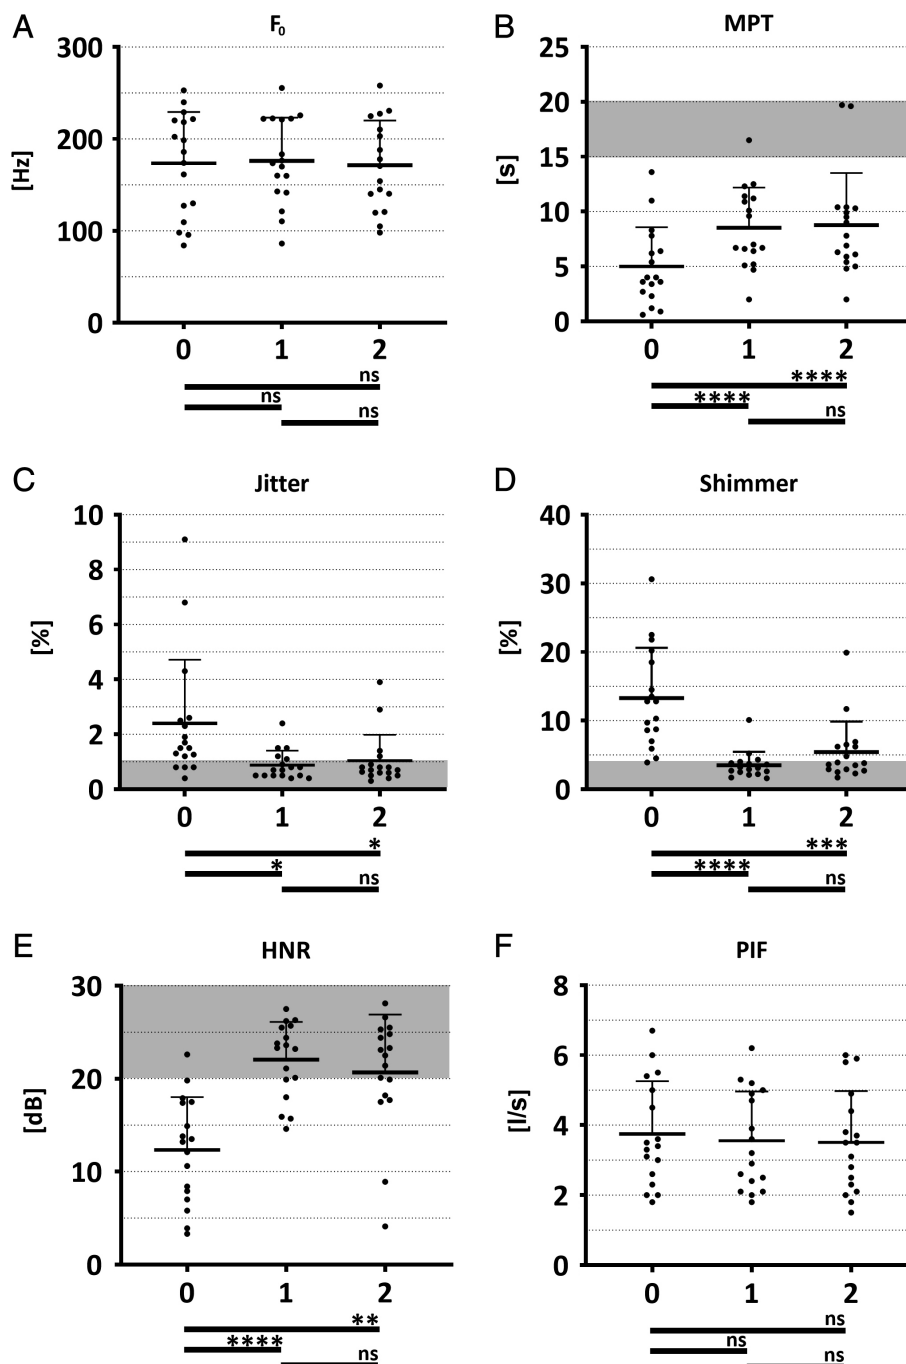 A
F0
[Hz]
300
200
100
0
0 1 2
ns
ns
ns
B
MPT
[s]
25
20
15
10
5
0
0 1 2
****
****
ns
C
Jitter
[%]
10
8
6
4
2
0
0 1 2
*
*
ns
D
Shimmer
[%]
40
30
20
10
0
0 1 2
***
****
ns
E
HNR
[dB]
30
20
10
0
0 1 2
**
****
ns
F
PIF
[l/s]
8
6
4
2
0
0 1 2
ns
ns
ns